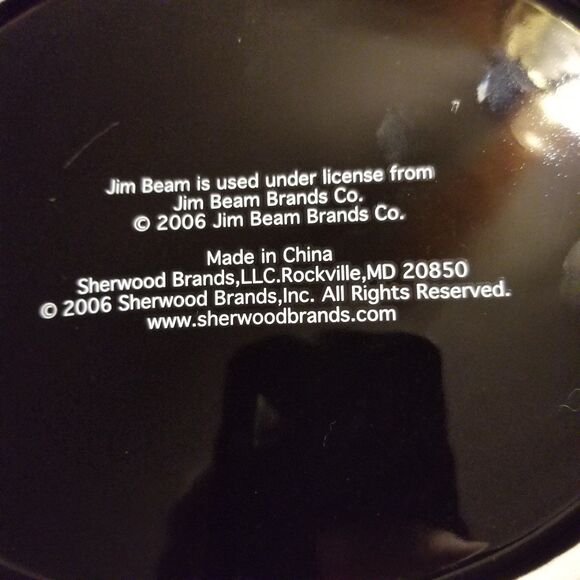 Jim Beam is used under license from
Jim Beam Brands Co.
© 2006 Jim Beam Brands Co.
Made in China
Sherwood Brands,LLC.Rockville,MD 20850
© 2006 Sherwood Brands,Inc. All Rights Reserved.
www.sherwoodbrands.com